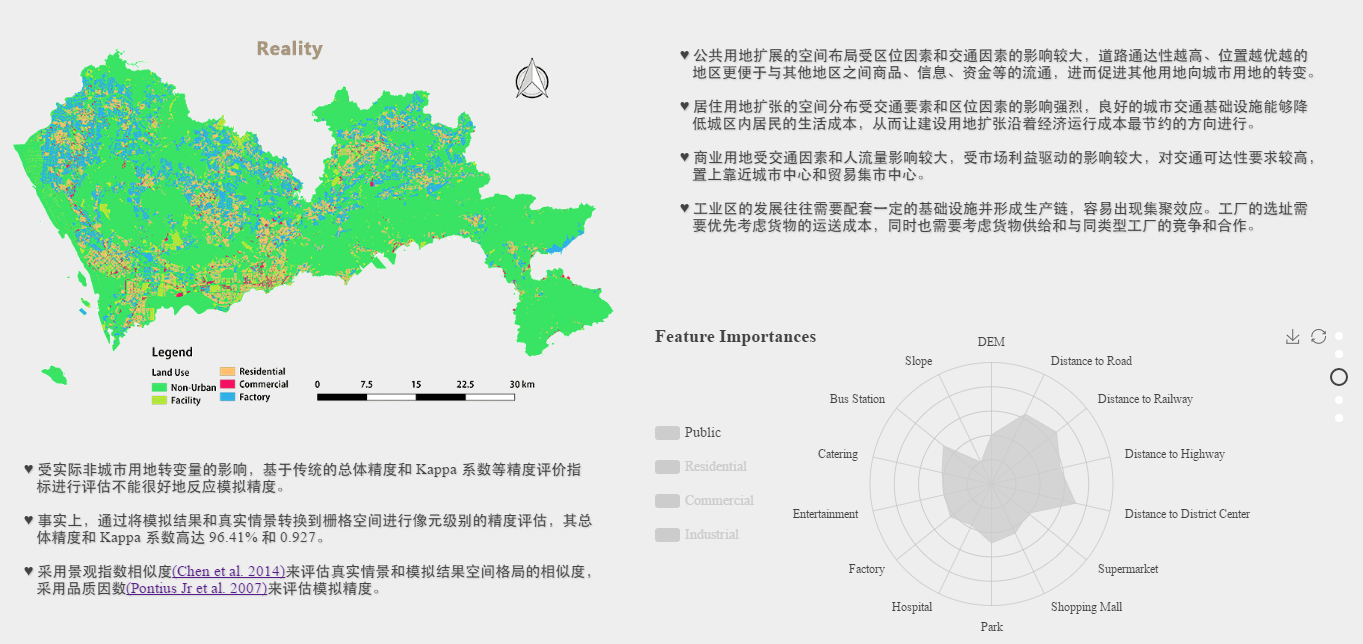 Reality
Legend
Land Use
Non-Urban
Facility
Residential
Commercial
Factory
0 7.5 15 22.5 30 km
♥ 受实际非城市用地转变量的影响，基于传统的总体精度和 Kappa 系数等精度评价指
标进行评估不能很好地反应模拟精度。
♥ 事实上，通过将模拟结果和真实情景转换到栅格空间进行像元级别的精度评估，其总
体精度和 Kappa 系数高达 96.41% 和 0.927。
♥ 采用景观指数相似度(Chen et al. 2014)来评估真实情景和模拟结果空间格局的相似度，
采用品质因数(Pontius Jr et al. 2007)来评估模拟精度。
♥ 公共用地扩展的空间布局受区位因素和交通因素的影响较大，道路通达性越高、位置越优越的
地区更便于与其他地区之间商品、信息、资金等的流通，进而促进其他用地向城市用地的转变。
♥ 居住用地扩张的空间分布受交通要素和区位因素的影响强烈，良好的城市交通基础设施能够降
低城区内居民的生活成本，从而让建设用地扩张沿着经济运行成本最节约的方向进行。
♥ 商业用地受交通因素和人流量影响较大，受市场利益驱动的影响较大，对交通可达性要求较高，
置上靠近城市中心和贸易集市中心。
♥ 工业区的发展往往需要配套一定的基础设施并形成生产链，容易出现集聚效应。工厂的选址需
要优先考虑货物的运送成本，同时也需要考虑货物供给和与同类型工厂的竞争和合作。
Feature Importances
Public
Residential
Commercial
Industrial
DEM
Slope
Bus Station
Catering
Entertainment
Factory
Hospital
Park
Shopping Mall
Supermarket
Distance to District Center
Distance to Highway
Distance to Railway
Distance to Road